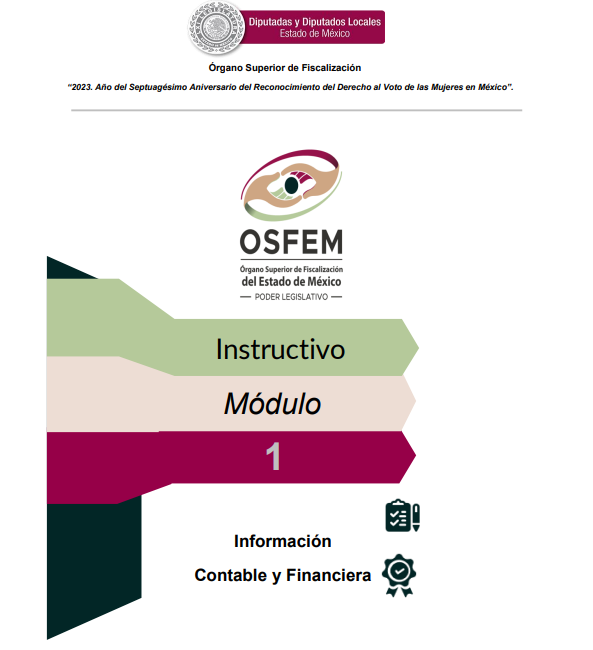 Diputadas y Diputados Locales
Estado de México
Órgano Superior de Fiscalización
“2023. Año del Septuagésimo Aniversario del Reconocimiento del Derecho al Voto de las Mujeres en México”.
OSFEM
Órgano Superior de Fiscalización
del Estado de México
PODER LEGISLATIVO
Instructivo
Módulo
1
Información
Contable y Financiera